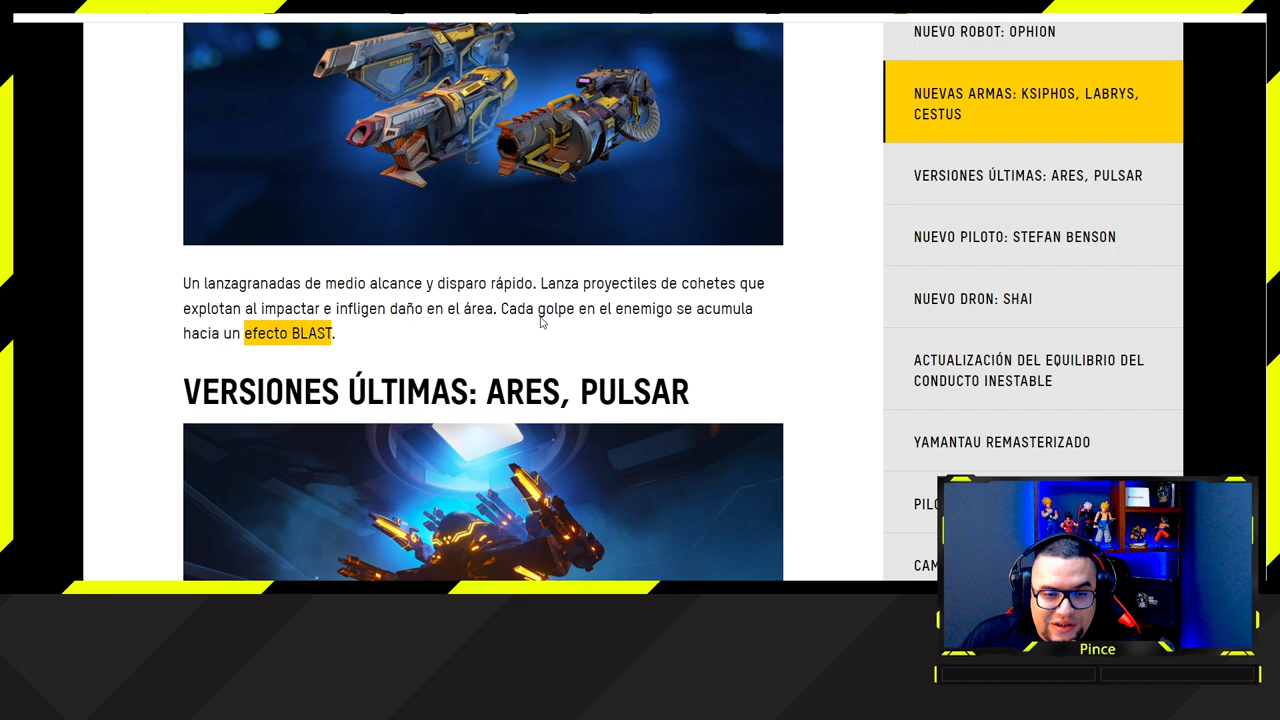 NUEVO ROBOT: OPHION
NUEVAS ARMAS: KSIPHOS, LABRYS,
CESTUS
VERSIONES ÚLTIMAS: ARES, PULSAR
NUEVO PILOTO: STEFAN BENSON
NUEVO DRON: SHAI
ACTUALIZACIÓN DEL EQUILIBRIO DEL
CONDUCTO INESTABLE
YAMANTAU REMASTERIZADO
Un lanzagranadas de medio alcance y disparo rápido. Lanza proyectiles de cohetes que
explotan al impactar e infligen daño en el área. Cada golpe en el enemigo se acumula
hacia un efecto BLAST.
VERSIONES ÚLTIMAS: ARES, PULSAR
Pince